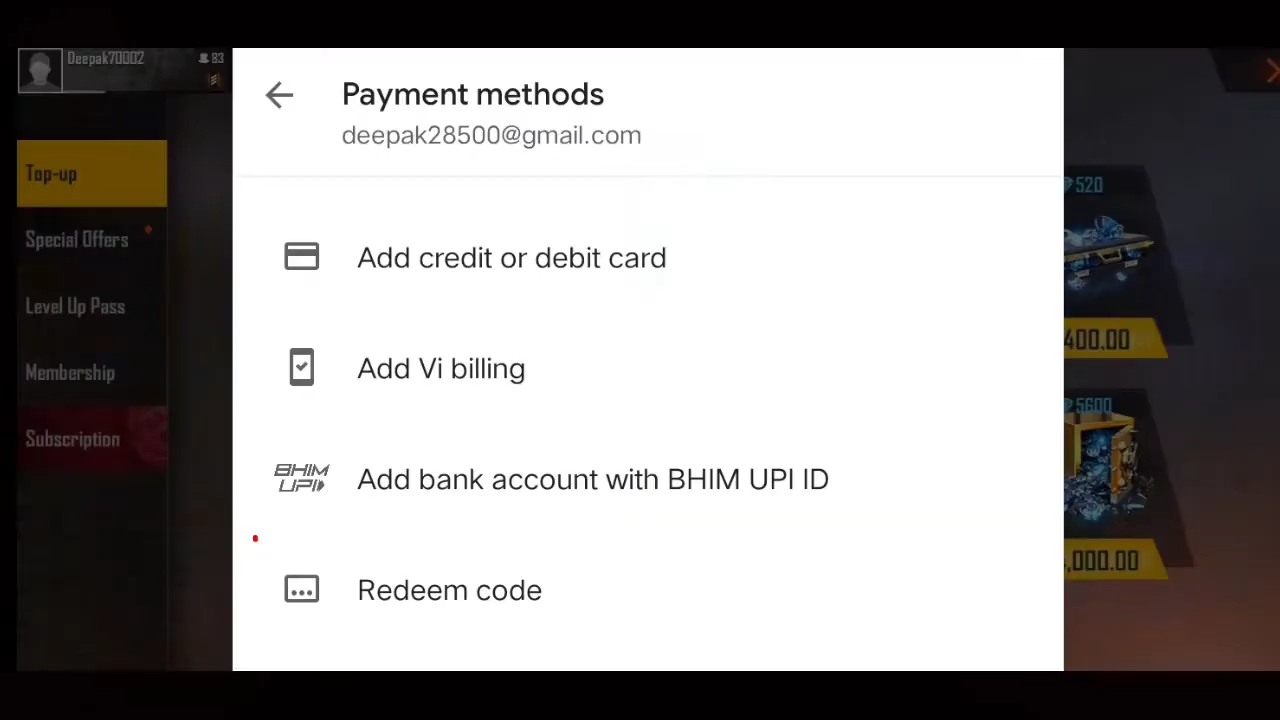 Deepak70002
83
Payment methods
deepak28500@gmail.com
Top-up
Special Offers
Level Up Pass
Membership
Subscription
Add credit or debit card
Add Vi billing
BHIM
UPI
Add bank account with BHIM UPI ID
Redeem code
520
400.00
5600
,000.00